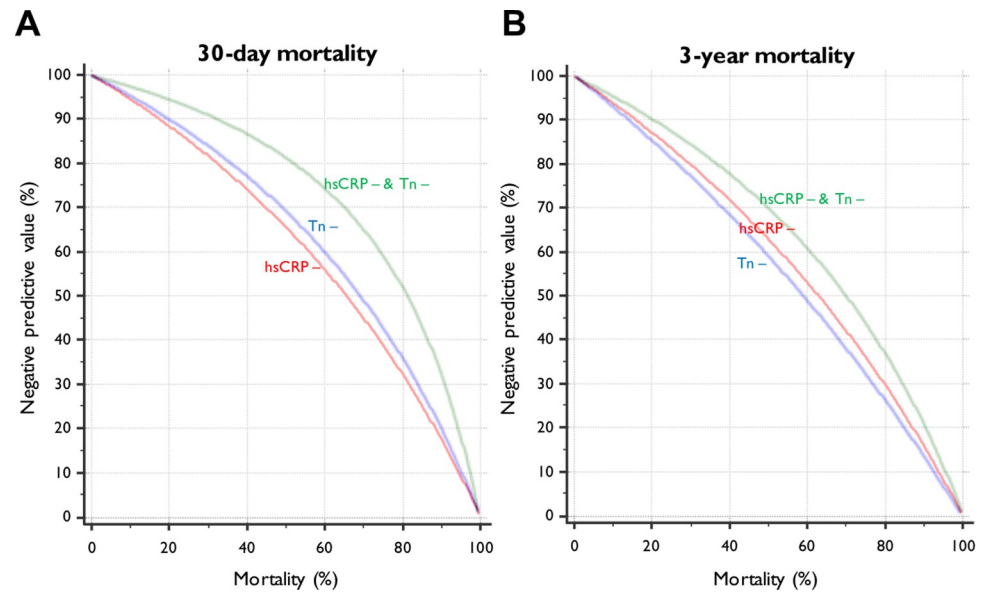 A
30-day mortality
Negative predictive value (%)
100
90
80
70
60
50
40
30
20
10
0
hsCRP – & Tn –
Tn –
hsCRP –
0 20 40 60 80 100
Mortality (%)
B
3-year mortality
Negative predictive value (%)
100
90
80
70
60
50
40
30
20
10
0
hsCRP – & Tn –
hsCRP –
Tn –
0 20 40 60 80 100
Mortality (%)